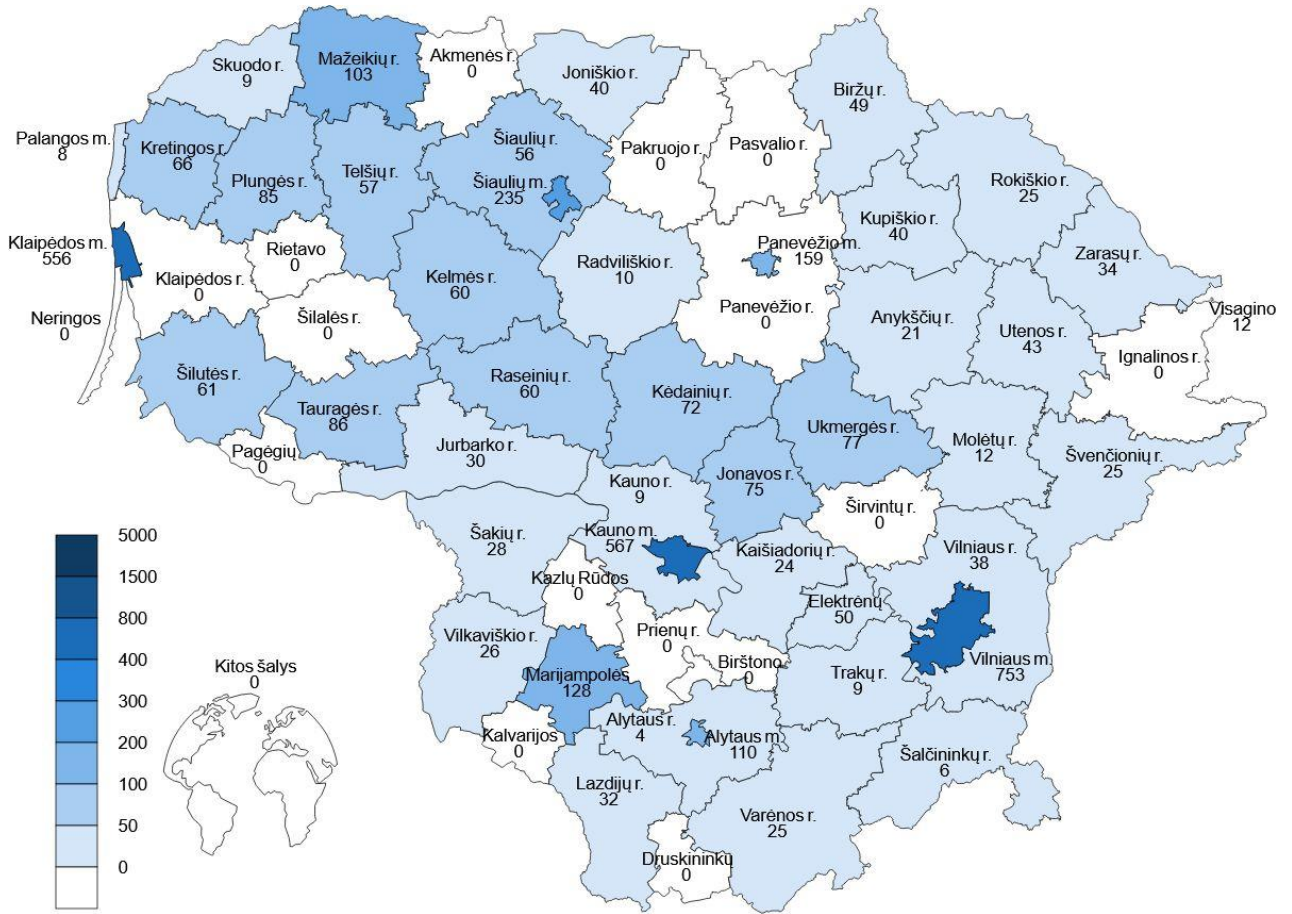 Skuodo r.
9
Mažeikių r.
103
Akmenės r.
0
Joniškio r.
40
Pakruojo r.
0
Pasvalio r.
0
Biržų r.
49
Palangos m.
8
Kretingos r.
66
Plungės r.
85
Telšių r.
57
Šiaulių r.
56
Šiaulių m.
235
Rokiškio r.
25
Kupiškio r.
40
Zarasų r.
34
Klaipėdos m.
556
Klaipėdos r.
0
Rietavo
0
Kelmės r.
60
Radviliškio r.
10
Panevėžio m.
159
Panevėžio r.
0
Neringos
0
Šilalės r.
0
Anykščių r.
21
Utenos r.
43
Visagino
12
Ignalinos r.
0
Šilutės r.
61
Tauragės r.
86
Raseinių r.
60
Kėdainių r.
72
Ukmergės r.
77
Molėtų r.
12
Švenčionių r.
25
Pagėgių
0
Jurbarko r.
30
Kauno r.
9
Jonavos r.
75
Širvintų r.
0
Šakių r.
28
Kauno m.
567
Kaišiadorių r.
24
Vilniaus r.
38
Kazlų Rūdos
0
Elektrėnų
50
Vilkaviškio r.
26
Prienų r.
0
Birštono
0
Trakų r.
9
Vilniaus m.
753
Marijampolės
128
Kalvarijos
0
Alytaus r.
4
Alytaus m.
110
Šalčininkų r.
6
Lazdijų r.
32
Varėnos r.
25
Druskininkų
0
5000
1500
800
400
300
200
100
50
0
Kitos šalys
0